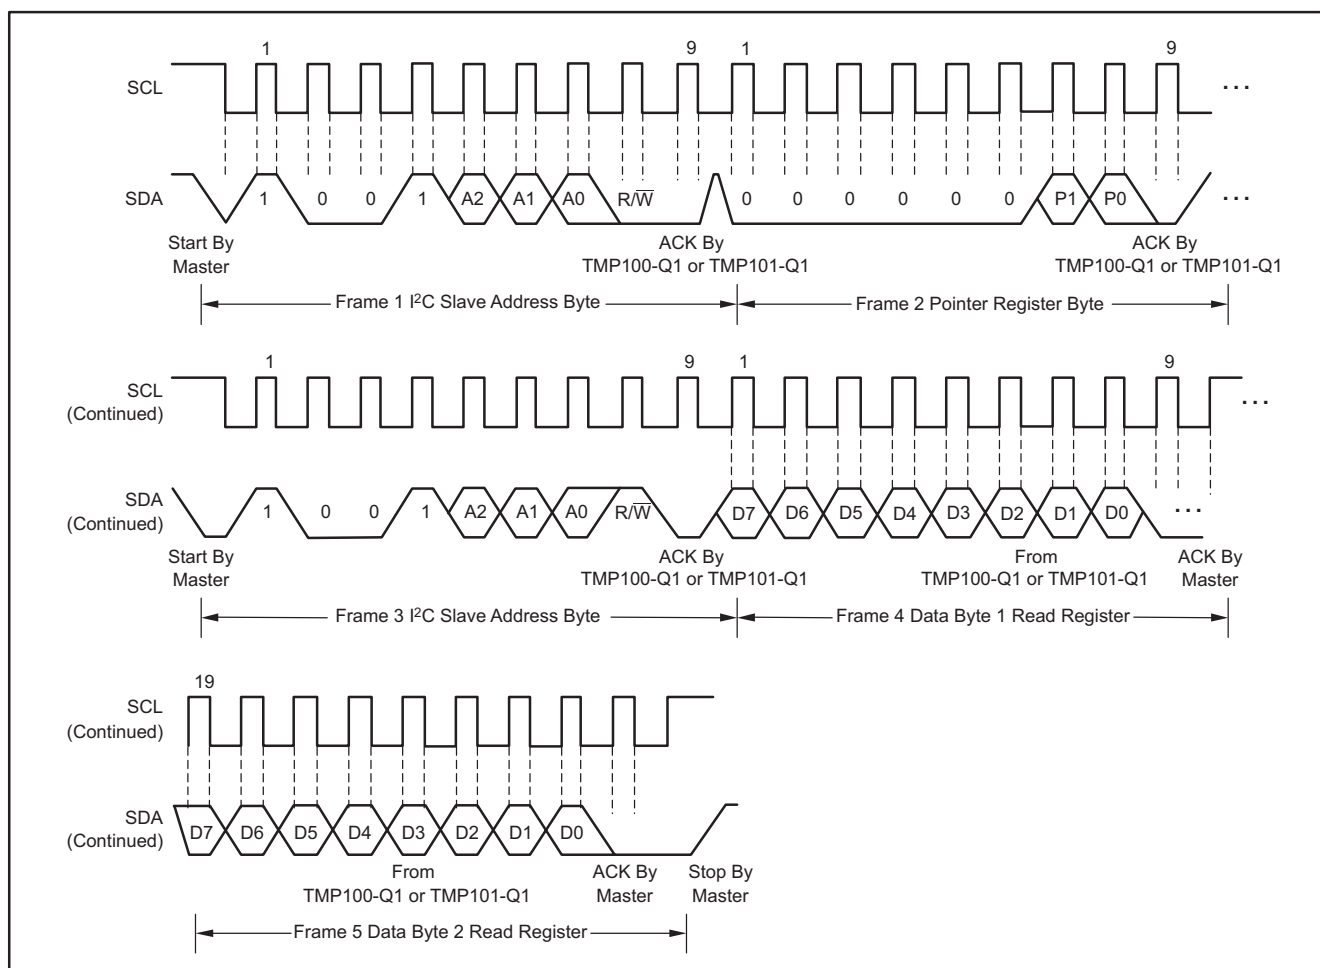 1 9 1 9
SCL ...
SDA 1 0 0 1 A2 A1 A0 R/W̅ 0 0 0 0 0 0 P1 P0 ...
Start By Master
ACK By TMP100-Q1 or TMP101-Q1
ACK By TMP100-Q1 or TMP101-Q1
Frame 1 I²C Slave Address Byte
Frame 2 Pointer Register Byte
1 9 1 9
SCL (Continued) ...
SDA (Continued) 1 0 0 1 A2 A1 A0 R/W̅ D7 D6 D5 D4 D3 D2 D1 D0 ...
Start By Master
ACK By TMP100-Q1 or TMP101-Q1
From TMP100-Q1 or TMP101-Q1
ACK By Master
Frame 3 I²C Slave Address Byte
Frame 4 Data Byte 1 Read Register
19
SCL (Continued)
SDA (Continued) D7 D6 D5 D4 D3 D2 D1 D0
From TMP100-Q1 or TMP101-Q1
ACK By Master
Stop By Master
Frame 5 Data Byte 2 Read Register